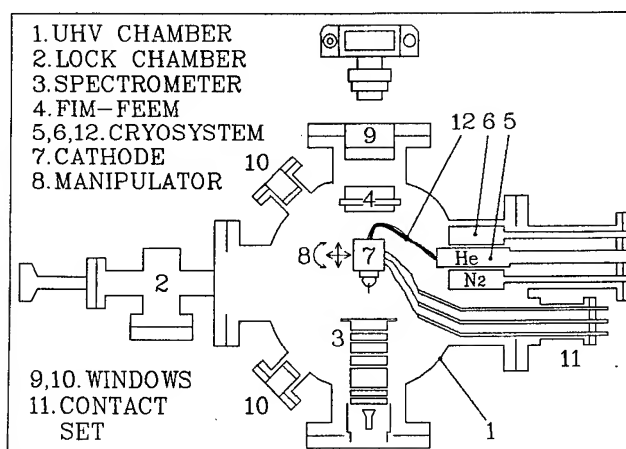 1.UHV CHAMBER
2.LOCK CHAMBER
3.SPECTROMETER
4.FIM-FEEM
5,6,12.CRYOSYSTEM
7.CATHODE
8.MANIPULATOR
9
12 6 5
10
4
8
7
He
N2
2
3
11
10
1
9,10.WINDOWS
11.CONTACT
SET